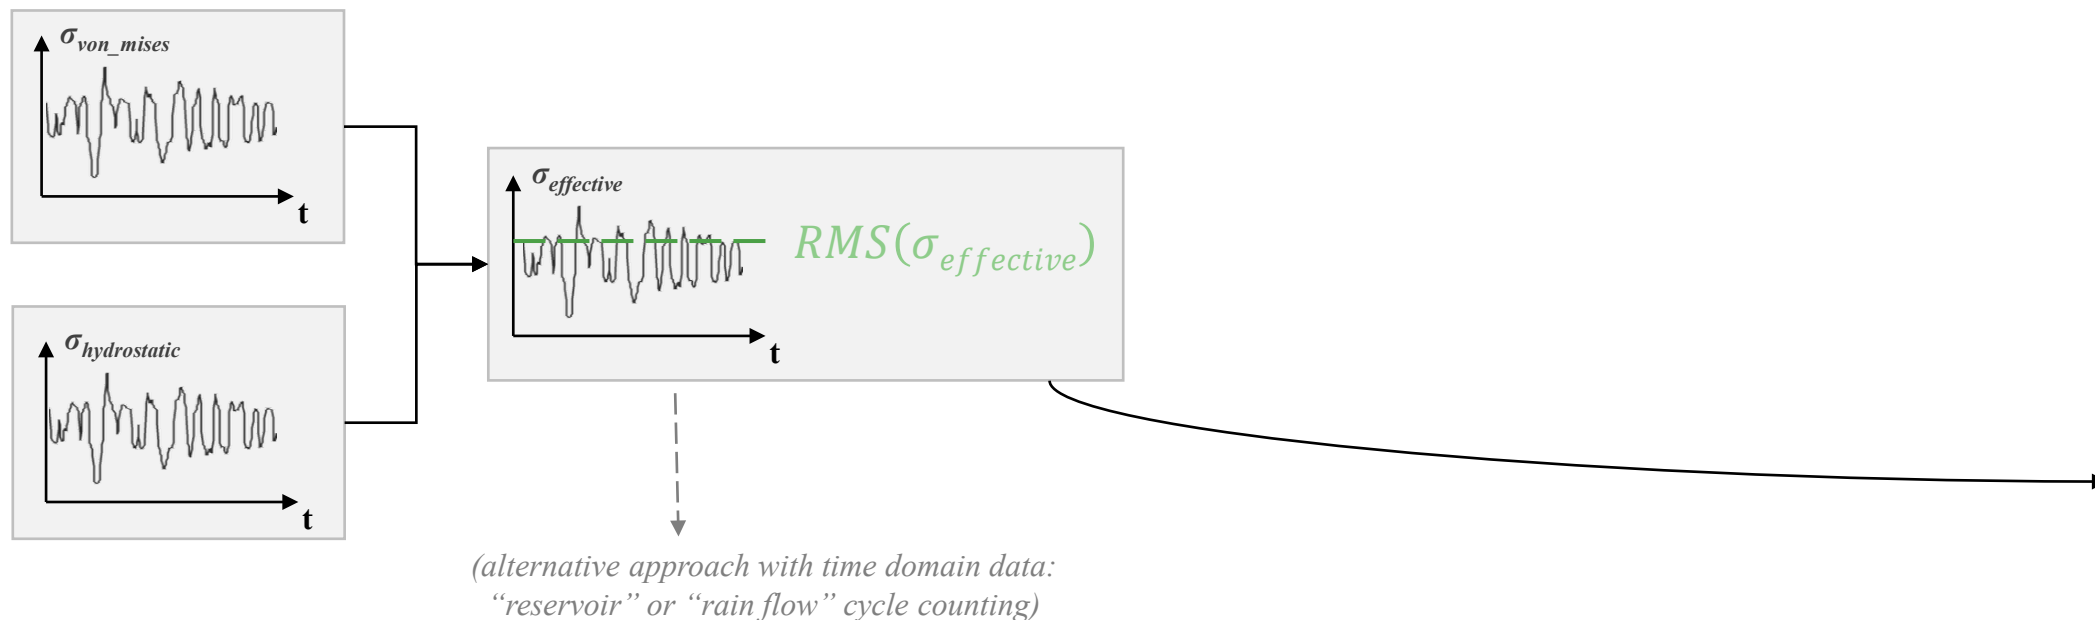 σvon_mises
t
σeffective
RMS(σeffective)
t
σhydrostatic
t
(alternative approach with time domain data:
“reservoir” or “rain flow” cycle counting)